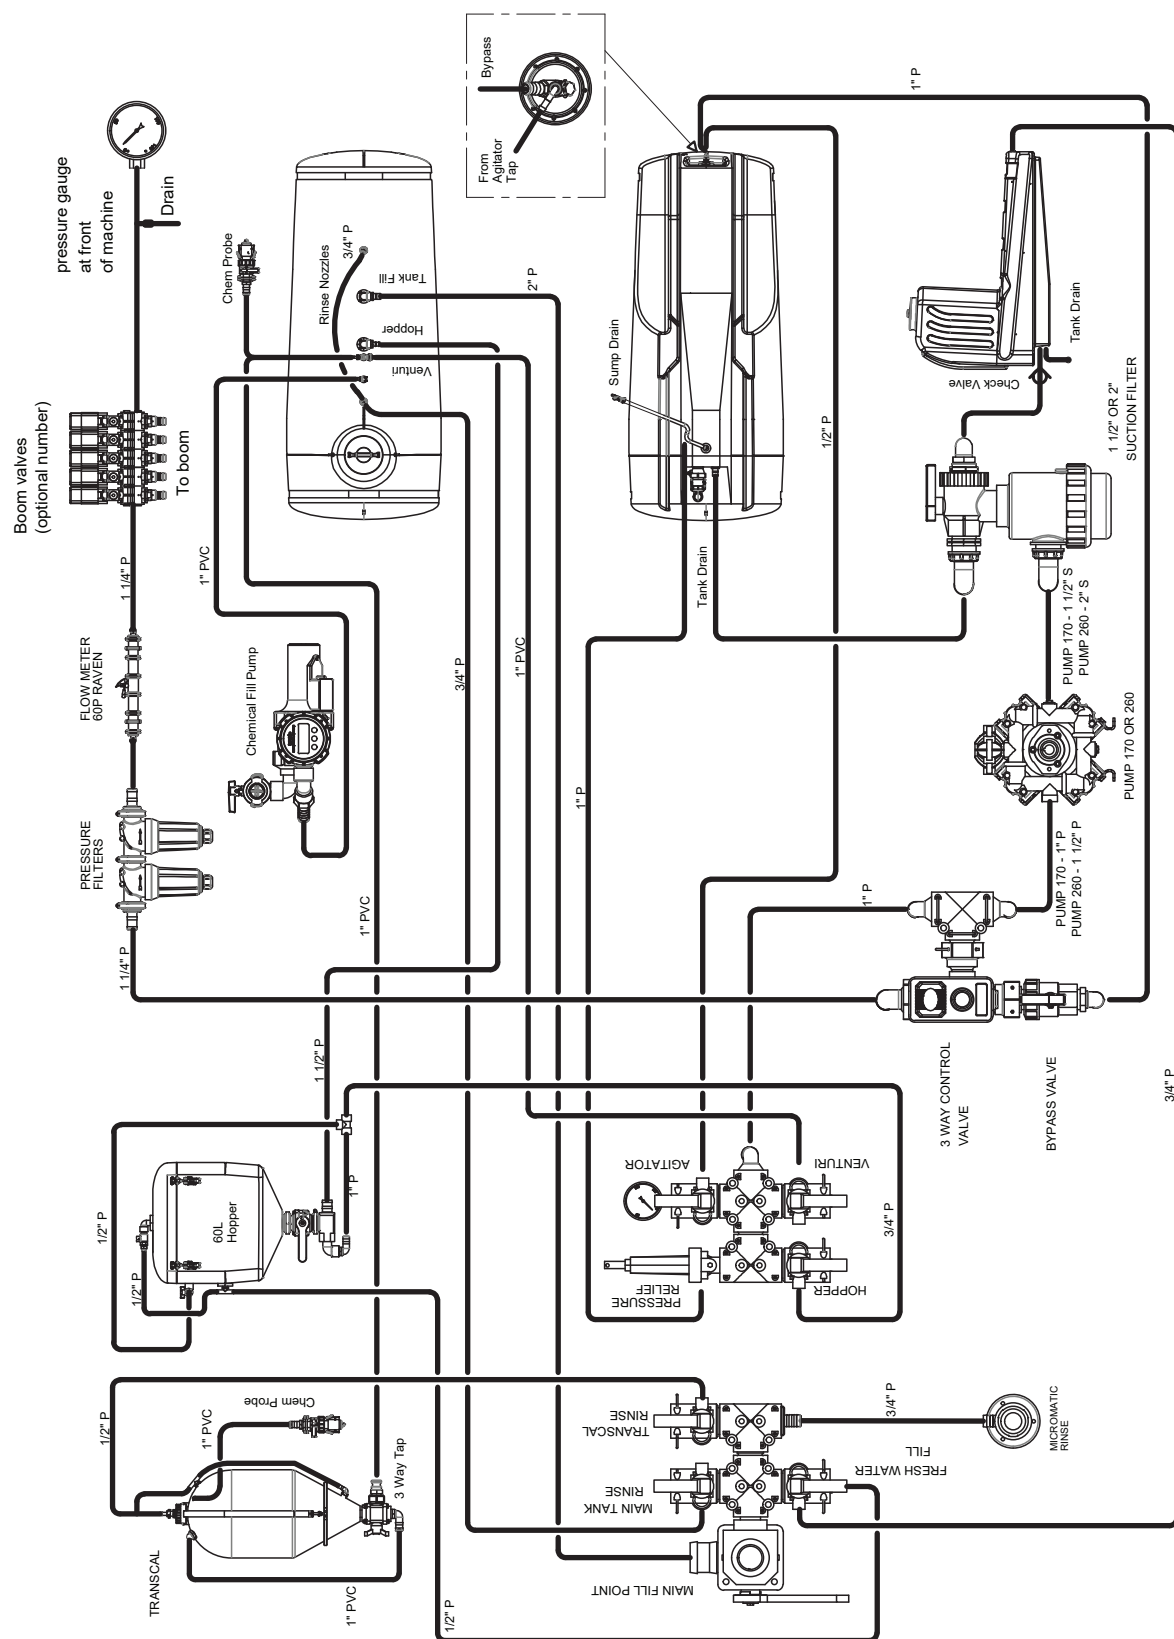 Bypass
From
Agitator
Tap
1" P
pressure gauge
at front
of machine
Drain
Chem Probe
Rinse Nozzles
3/4" P
Tank Fill
2" P
Hopper
Venturi
Sump Drain
Tank Drain
Check Valve
1 1/2" OR 2"
SUCTION FILTER
1/2" P
Boom valves
(optional number)
To boom
1 1/4" P
1" PVC
Tank Drain
FLOW METER
60P RAVEN
Chemical Fill Pump
3/4" P
1" PVC
PUMP 170 - 1 1/2" S
PUMP 260 - 2" S
PUMP 170 OR 260
1" P
PRESSURE
FILTERS
PUMP 170 - 1" P
PUMP 260 - 1 1/2" P
1" P
1" PVC
1 1/4" P
1 1/2" P
3 WAY CONTROL
VALVE
BYPASS VALVE
3/4" P
60L
Hopper
1" P
1/2" P
1/2" P
AGITATOR
VENTURI
3/4" P
PRESSURE
RELIEF
HOPPER
1/2" P
1" PVC
Chem Probe
TRANSCAL
RINSE
3/4" P
MICROMATIC
RINSE
3 Way Tap
MAIN TANK
RINSE
FRESH WATER
FILL
TRANSCAL
1" PVC
MAIN FILL POINT
1/2" P